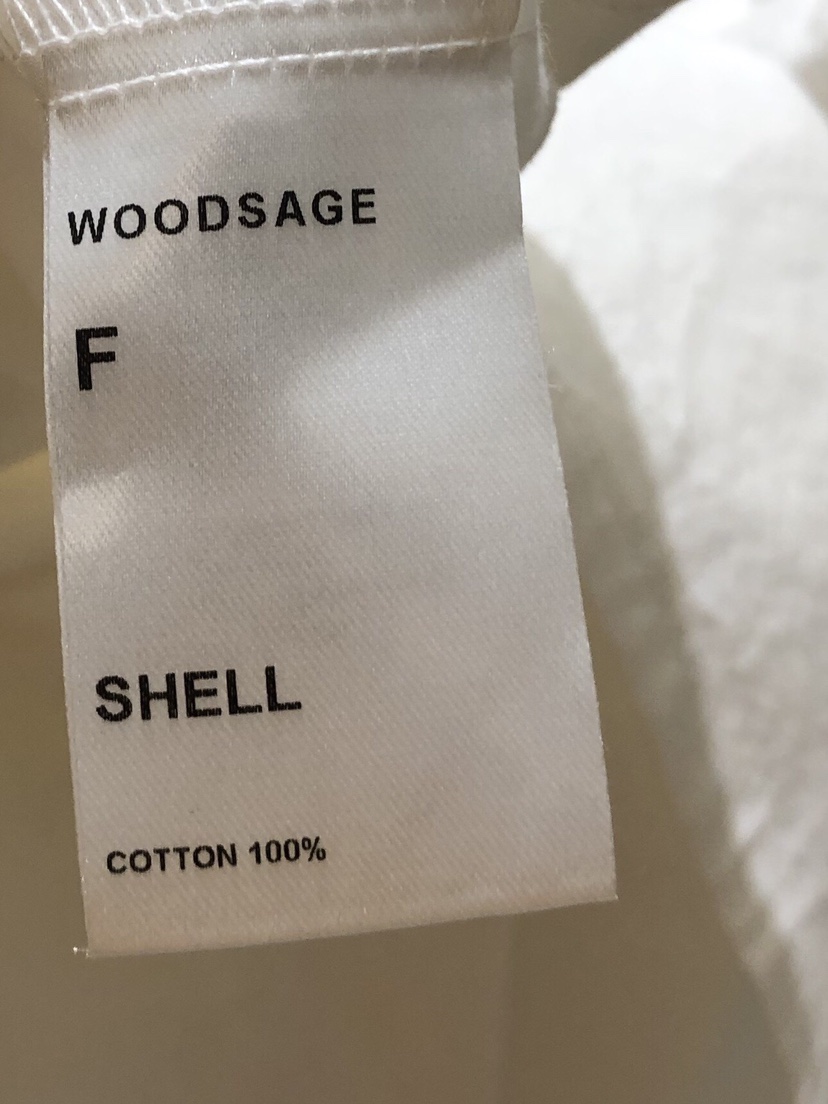 WOODSAGE
F
SHELL
COTTON 100%